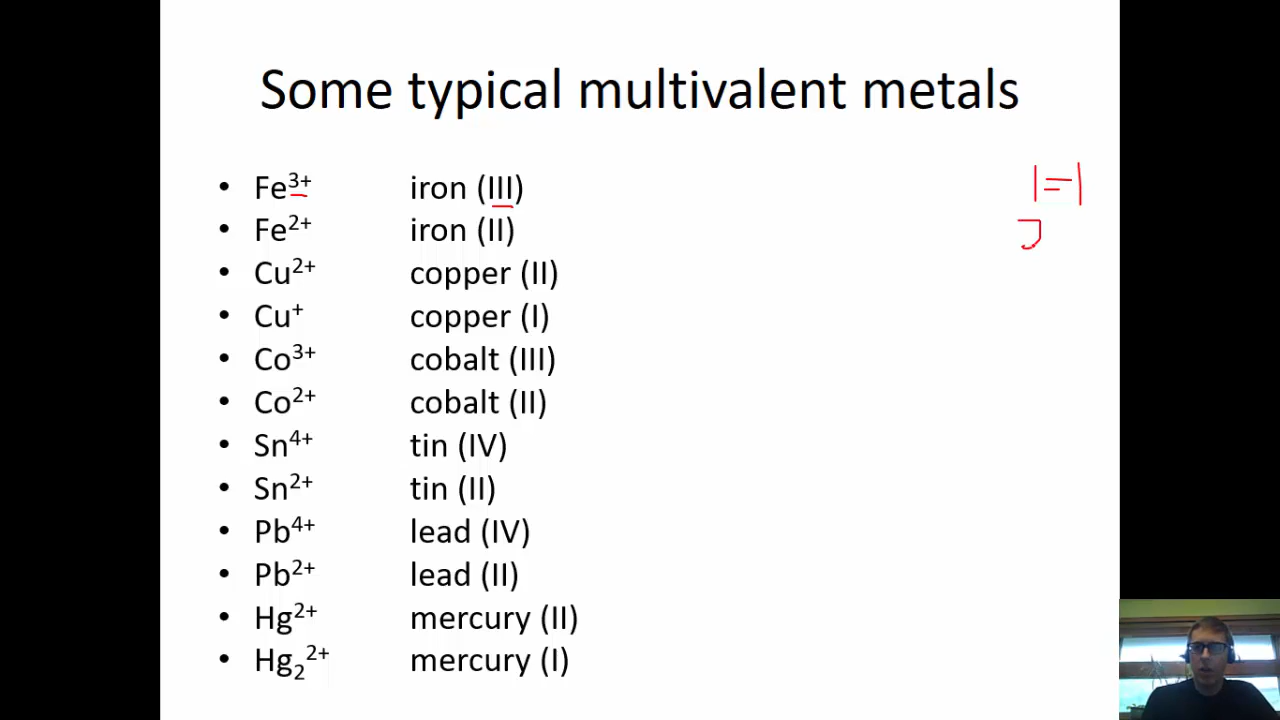 Some typical multivalent metals
• Fe³⁺ iron (III) 1=1
• Fe²⁺ iron (II)
• Cu²⁺ copper (II)
• Cu⁺ copper (I)
• Co³⁺ cobalt (III)
• Co²⁺ cobalt (II)
• Sn⁴⁺ tin (IV)
• Sn²⁺ tin (II)
• Pb⁴⁺ lead (IV)
• Pb²⁺ lead (II)
• Hg²⁺ mercury (II)
• Hg₂²⁺ mercury (I)